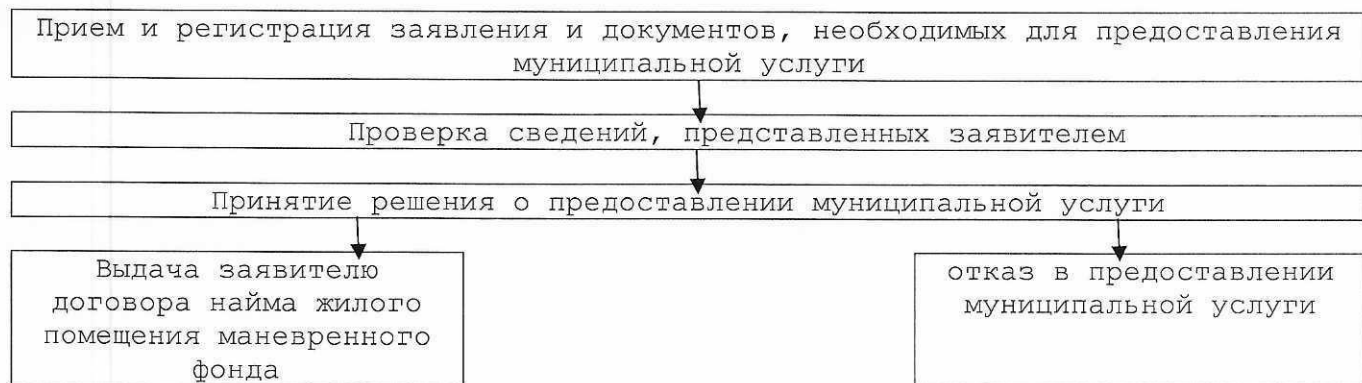 Прием и регистрация заявления и документов, необходимых для предоставления
муниципальной услуги
Проверка сведений, представленных заявителем
Принятие решения о предоставлении муниципальной услуги
Выдача заявителю
договора найма жилого
помещения маневренного
фонда
отказ в предоставлении
муниципальной услуги